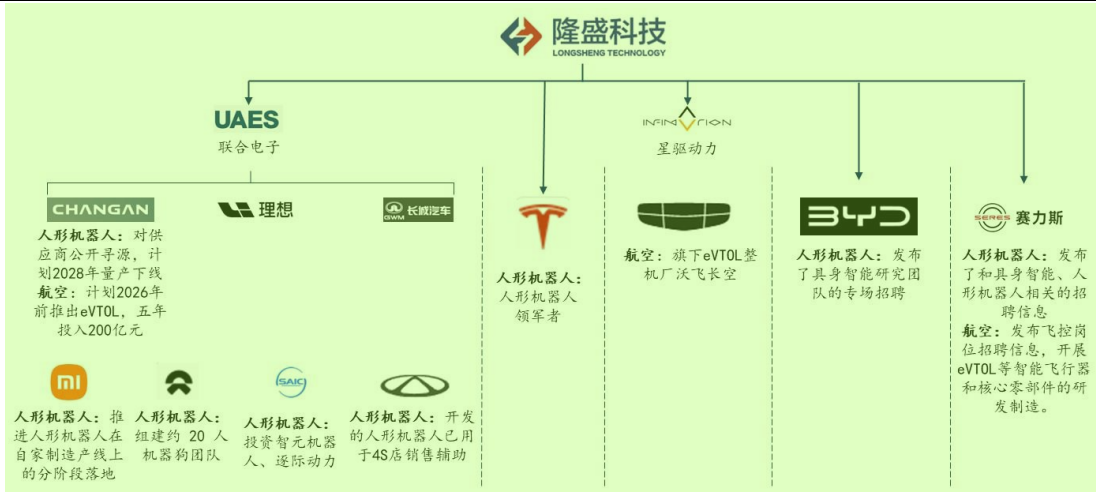 隆盛科技
LONGSHENG TECHNOLOGY
UAES
联合电子
INFIMOTION
星驱动力
CHANGAN
理想
GWM 长城汽车
人形机器人：对供
应商公开寻源，计
划2028年量产下线
航空：计划2026年
前推出eVTOL，五年
投入200亿元
人形机器人：
人形机器人
领军者
航空：旗下eVTOL整
机厂沃飞长空
BYD
人形机器人：发布
了具身智能研究团
队的专场招聘
SERES 赛力斯
人形机器人：发布
了和具身智能、人
形机器人相关的招
聘信息
航空：发布飞控岗
位招聘信息，开展
eVTOL等智能飞行器
和核心零部件的研
发制造。
mi
人形机器人：推
进人形机器人在
自家制造产线上
的分阶段落地
人形机器人：
组建约 20 人
机器狗团队
SAIC
人形机器人：
投资智元机器
人、逐际动力
人形机器人：开发
的人形机器人已用
于4S店销售辅助